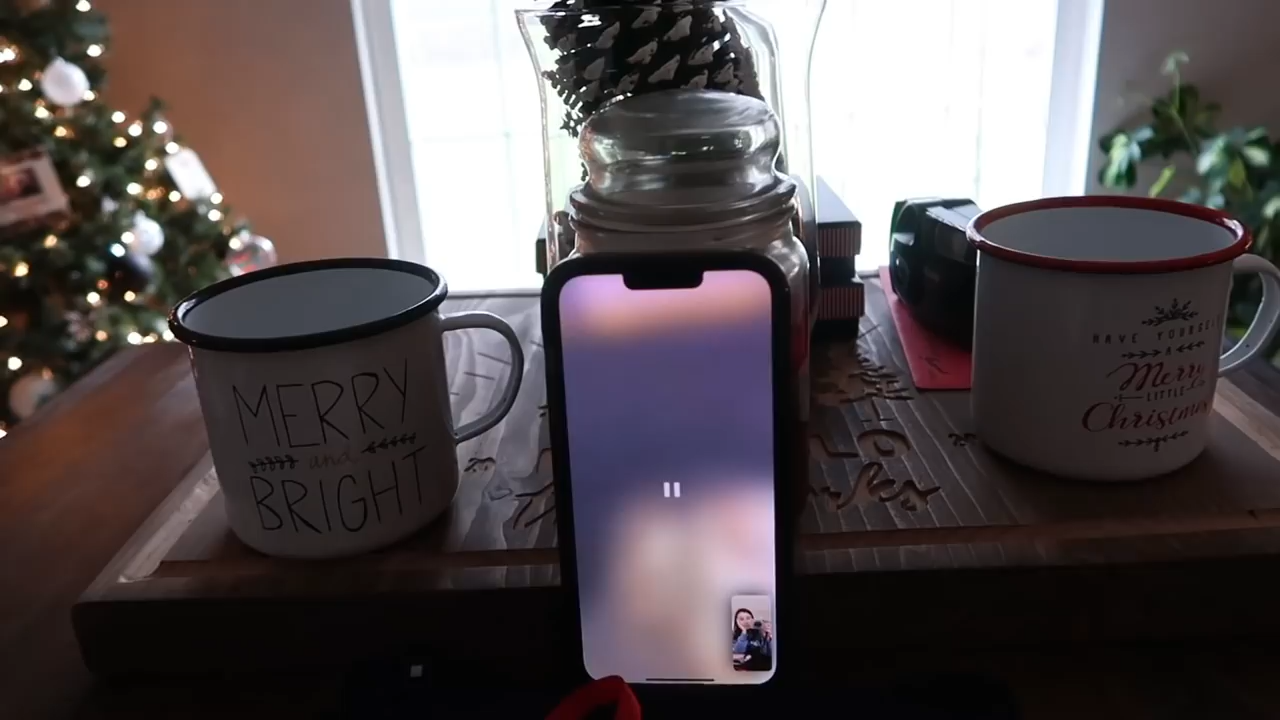 MERRY
and
BRIGHT
HAVE YOURSELF
A
Merry
LITTLE
Christmas